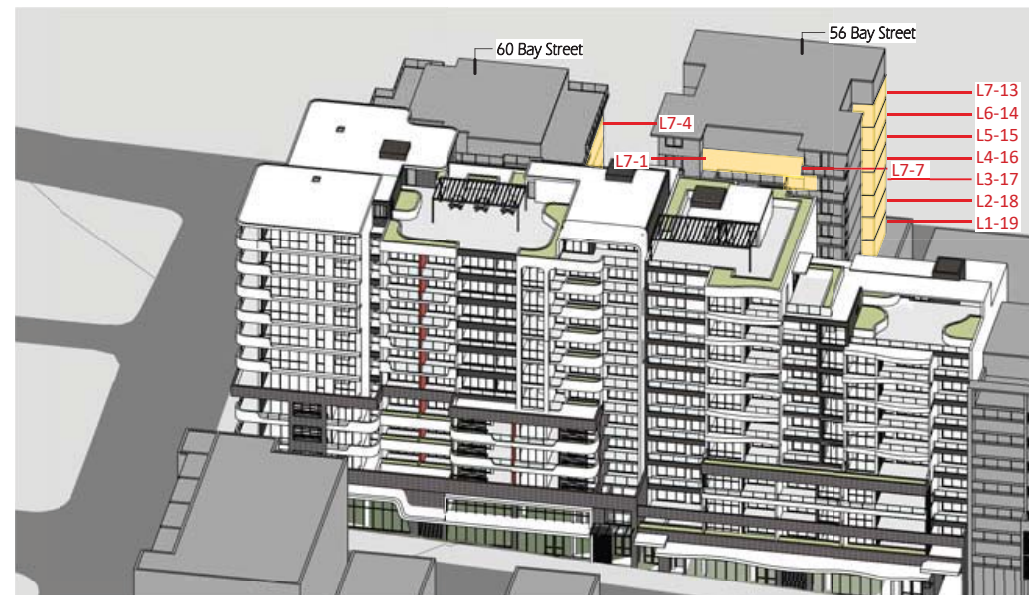 56 Bay Street
60 Bay Street
L7-13
L6-14
L7-4
L5-15
L7-1
L4-16
L7-7
L3-17
L2-18
L1-19